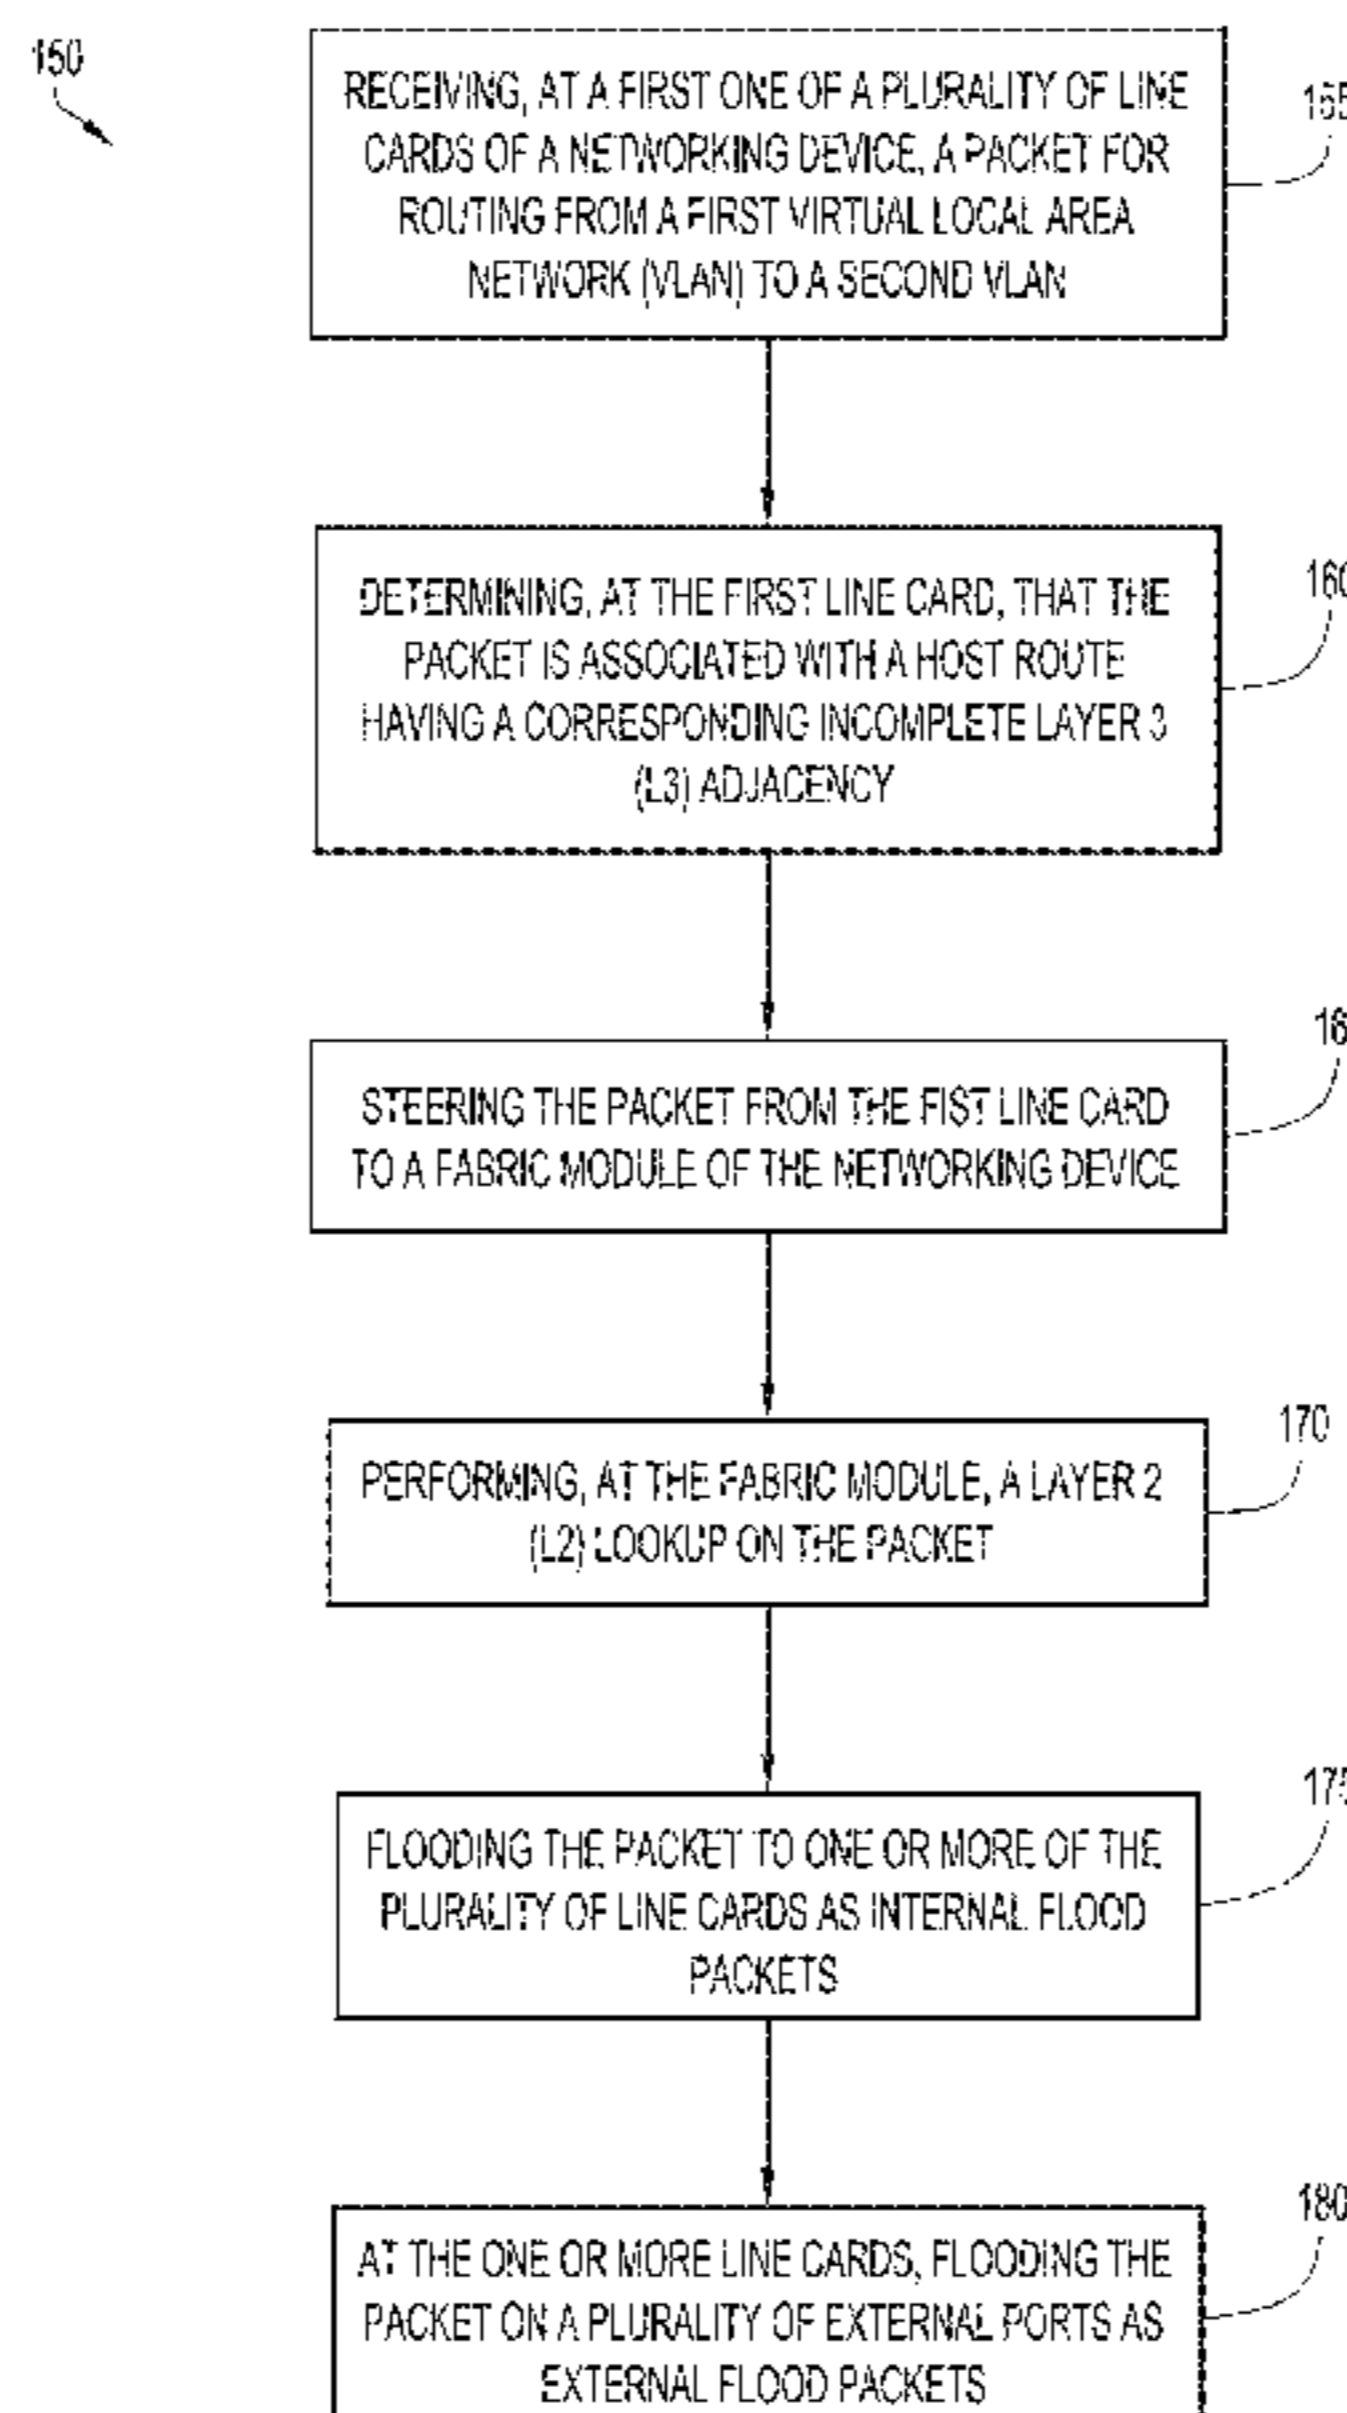 150
RECEIVING, AT A FIRST ONE OF A PLURALITY OF LINE
CARDS OF A NETWORKING DEVICE, A PACKET FOR
ROUTING FROM A FIRST VIRTUAL LOCAL AREA
NETWORK (VLAN) TO A SECOND VLAN
DETERMINING, AT THE FIRST LINE CARD, THAT THE
PACKET IS ASSOCIATED WITH A HOST ROUTE
HAVING A CORRESPONDING INCOMPLETE LAYER 3
(L3) ADJACENCY
160
STEERING THE PACKET FROM THE FIST LINE CARD
TO A FABRIC MODULE OF THE NETWORKING DEVICE
PERFORMING, AT THE FABRIC MODULE, A LAYER 2
(L2) LOOKUP ON THE PACKET
170
FLOODING THE PACKET TO ONE OR MORE OF THE
PLURALITY OF LINE CARDS AS INTERNAL FLOOD
PACKETS
AT THE ONE OR MORE LINE CARDS, FLOODING THE
PACKET ON A PLURALITY OF EXTERNAL PORTS AS
EXTERNAL FLOOD PACKETS
180